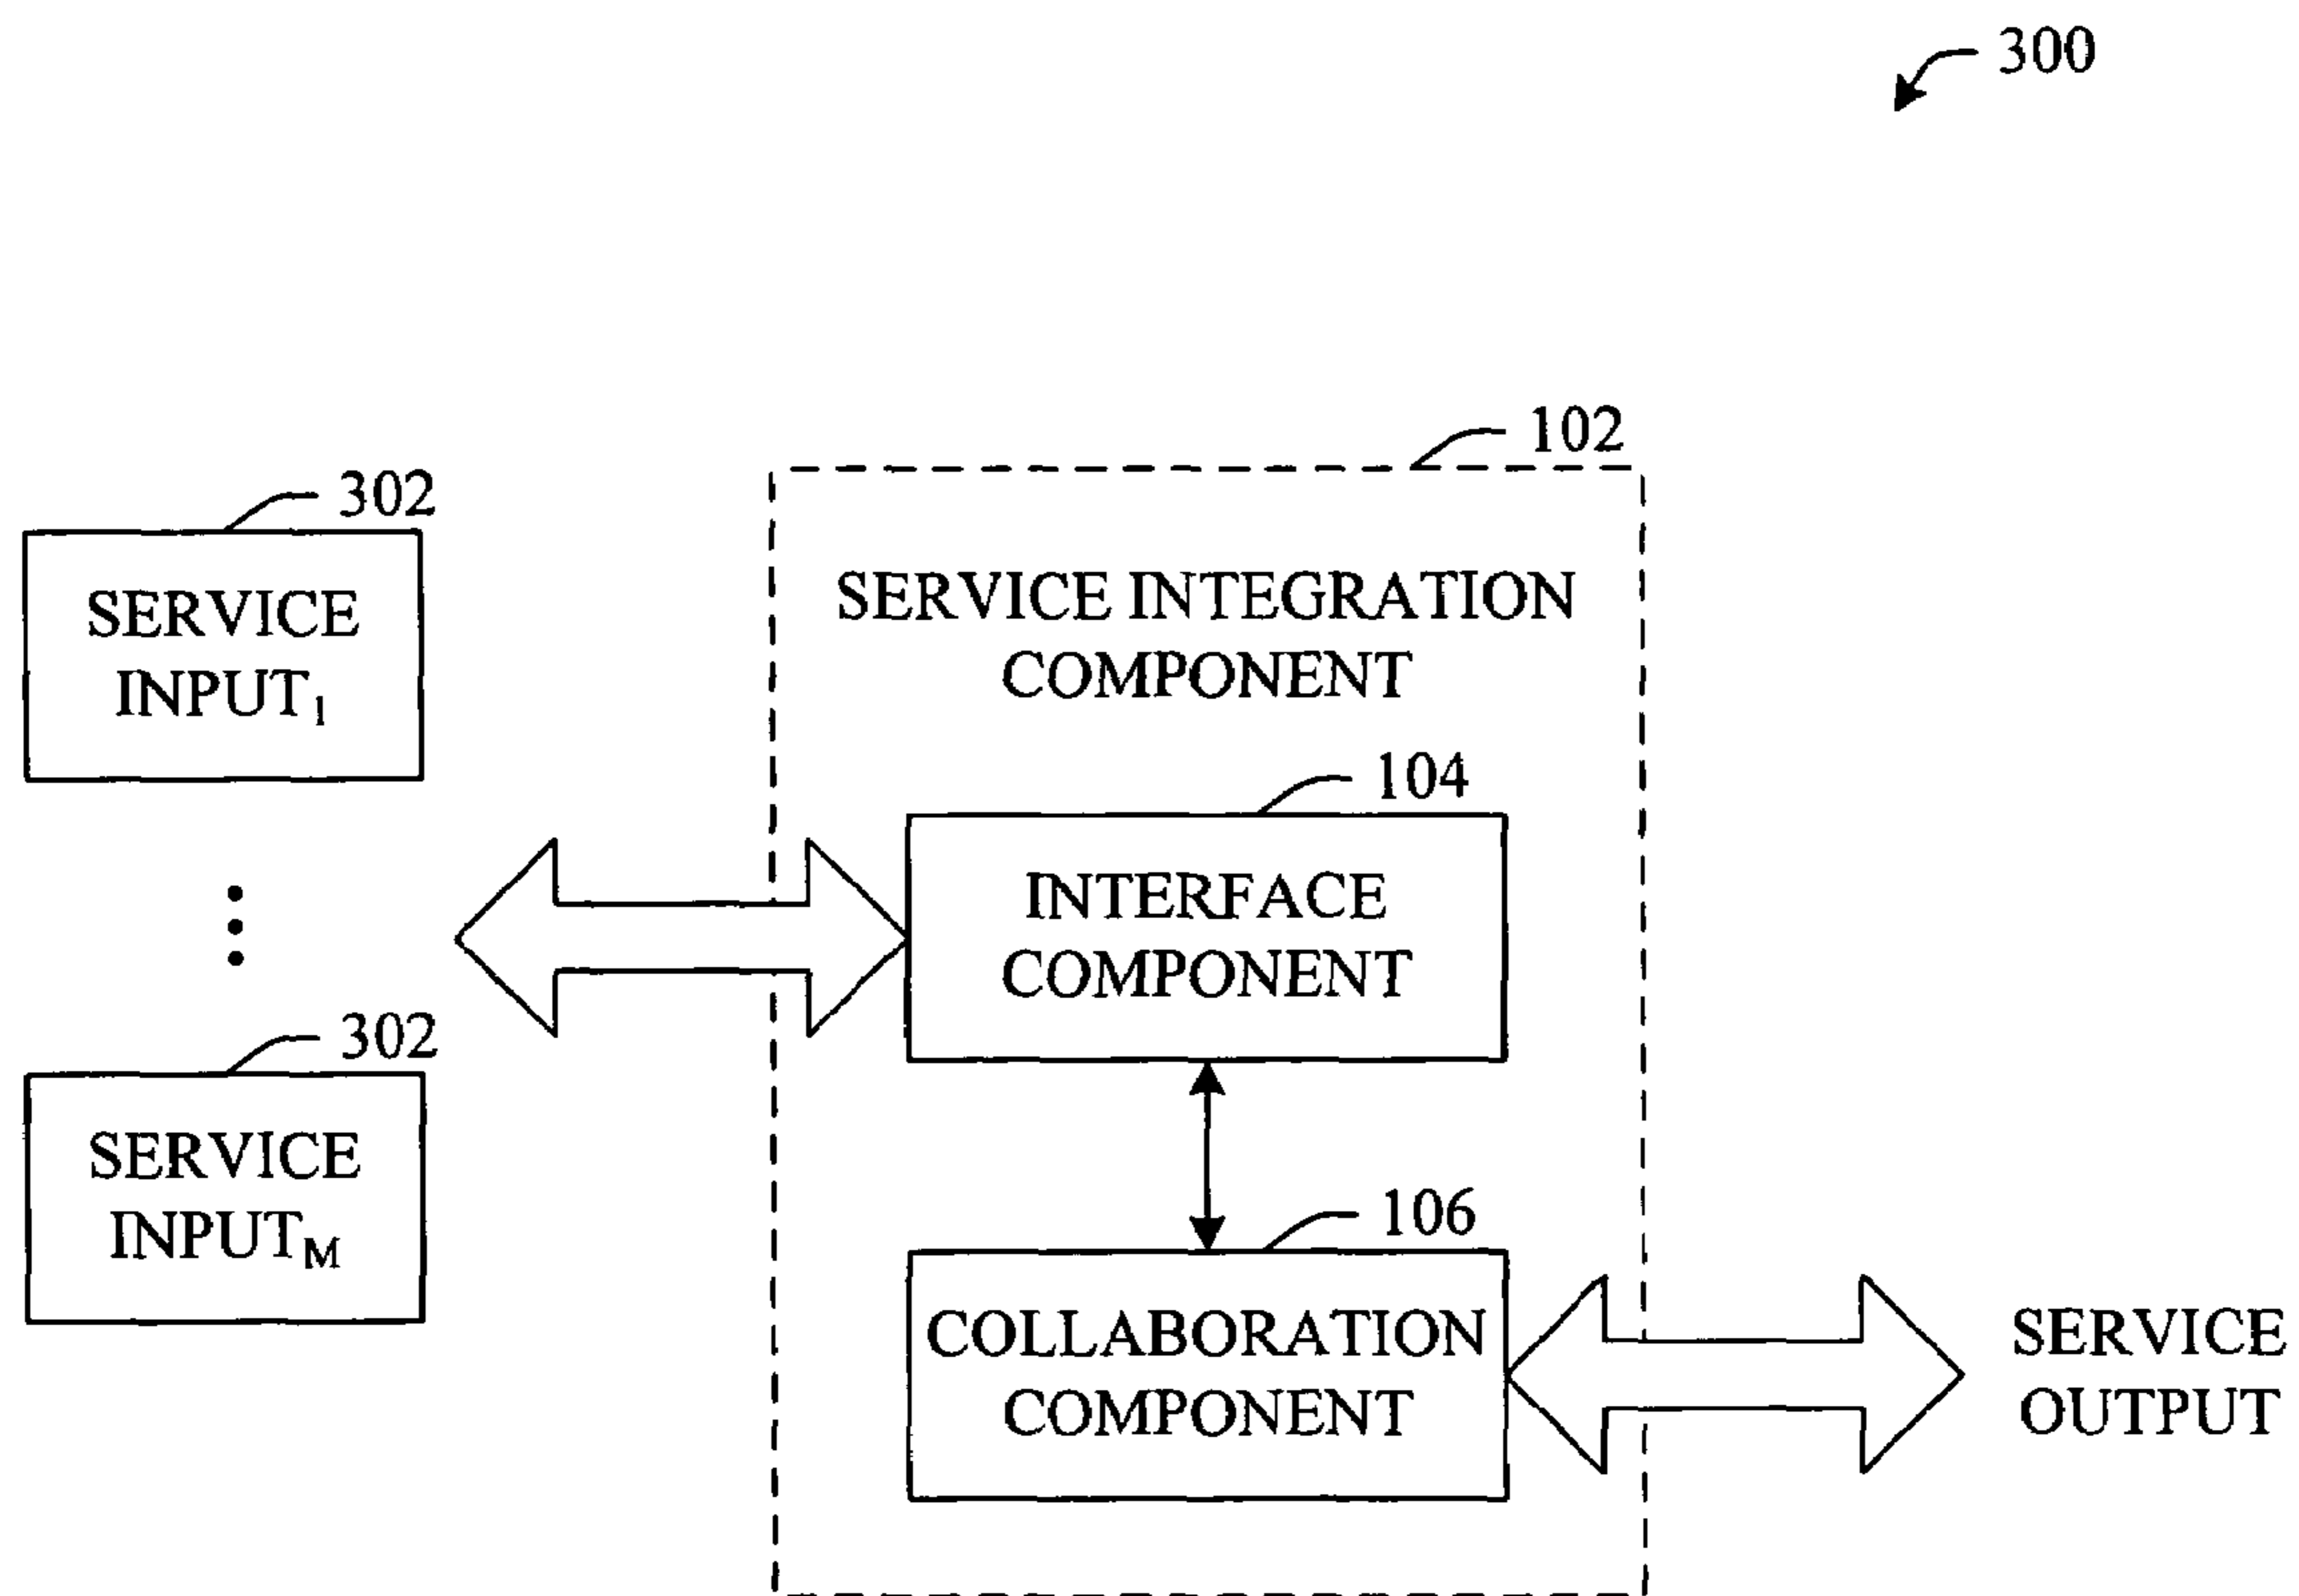 300
102
302
SERVICE
INPUT₁
SERVICE INTEGRATION
COMPONENT
104
INTERFACE
COMPONENT
302
SERVICE
INPUTM
106
COLLABORATION
COMPONENT
SERVICE
OUTPUT